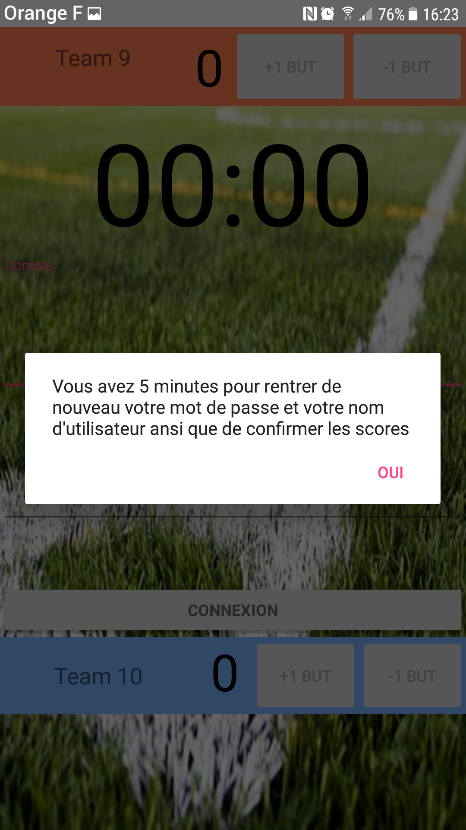 Orange F 76% 16:23
Team 9 0 +1 BUT -1 BUT
00:00
Vous avez 5 minutes pour rentrer de
nouveau votre mot de passe et votre nom
d'utilisateur ansi que de confirmer les scores
OUI
CONNEXION
Team 10 0 +1 BUT -1 BUT